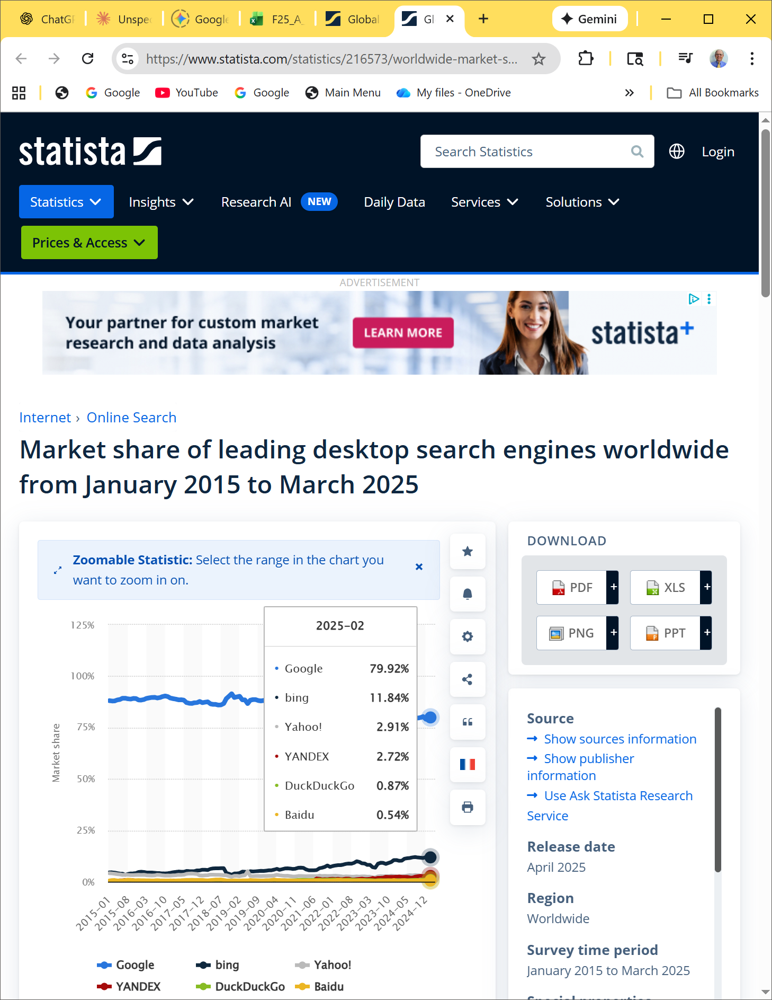 ChatGP
Unspe
Google
F25_A_
Global
Gl
Gemini
https://www.statista.com/statistics/216573/worldwide-market-s...
Google
YouTube
Google
Main Menu
My files - OneDrive
All Bookmarks
statista
Search Statistics
Login
Statistics
Insights
Research AI NEW
Daily Data
Services
Solutions
Prices & Access
ADVERTISEMENT
Your partner for custom market
research and data analysis
LEARN MORE
statista+
Internet › Online Search
Market share of leading desktop search engines worldwide
from January 2015 to March 2025
Zoomable Statistic: Select the range in the chart you
want to zoom in on.
125%
100%
75%
50%
25%
0%
Market share
2025-02
Google 79.92%
bing 11.84%
Yahoo! 2.91%
YANDEX 2.72%
DuckDuckGo 0.87%
Baidu 0.54%
2015-01
2015-08
2016-03
2016-10
2017-05
2017-12
2018-07
2019-02
2019-09
2020-04
2020-11
2021-06
2022-01
2022-08
2023-03
2023-10
2024-05
2024-12
Google
bing
Yahoo!
YANDEX
DuckDuckGo
Baidu
DOWNLOAD
PDF +
XLS +
PNG +
PPT +
Source
→ Show sources information
→ Show publisher
information
→ Use Ask Statista Research
Service
Release date
April 2025
Region
Worldwide
Survey time period
January 2015 to March 2025
Special properties